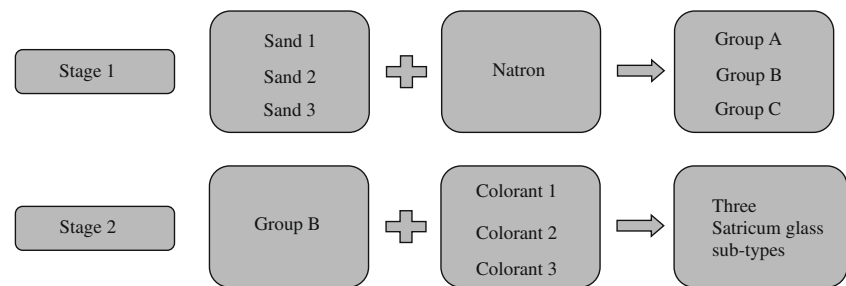 Stage 1
Sand 1
Sand 2
Sand 3
Natron
Group A
Group B
Group C
Stage 2
Group B
Colorant 1
Colorant 2
Colorant 3
Three
Satricum glass
sub-types